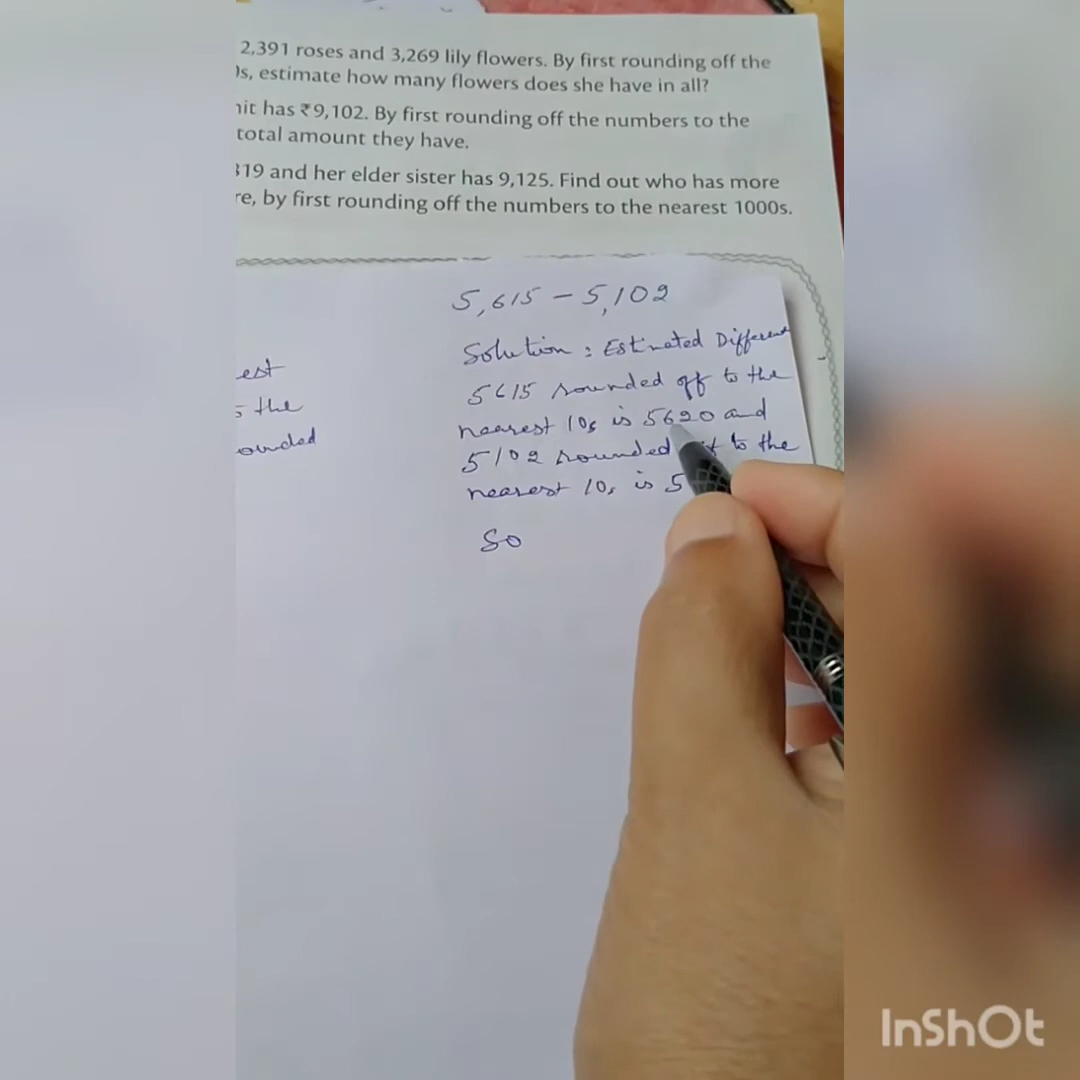 2,391 roses and 3,269 lily flowers. By first rounding off the
s, estimate how many flowers does she have in all?
it has ₹9,102. By first rounding off the numbers to the
total amount they have.
319 and her elder sister has 9,125. Find out who has more
re, by first rounding off the numbers to the nearest 1000s.
5,615 - 5,102
Solution : Estimated Different
5615 rounded off to the
nearest 10s is 5620 and
5102 rounded to the
nearest 10s is 5
So
est
the
ounded
InShOt